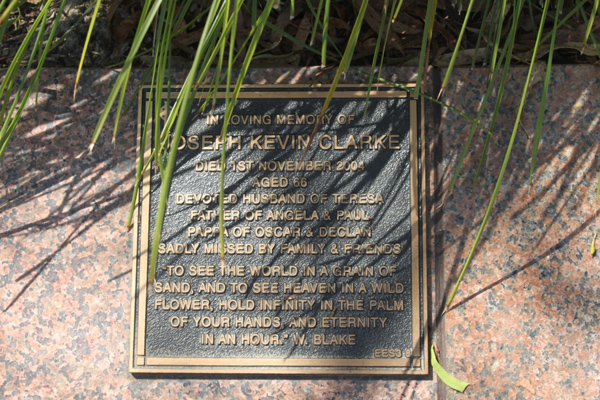 IN LOVING MEMORY OF
JOSEPH KEVIN CLARKE
DIED 1ST NOVEMBER 2004
AGED 66
DEVOTED HUSBAND OF TERESA
FATHER OF ANGELA & PAUL
PAPPA OF OSCAR & DECLAN
SADLY MISSED BY FAMILY & FRIENDS
"TO SEE THE WORLD IN A GRAIN OF
SAND, AND TO SEE HEAVEN IN A WILD
FLOWER, HOLD INFINITY IN THE PALM
OF YOUR HANDS, AND ETERNITY
IN AN HOUR." W. BLAKE